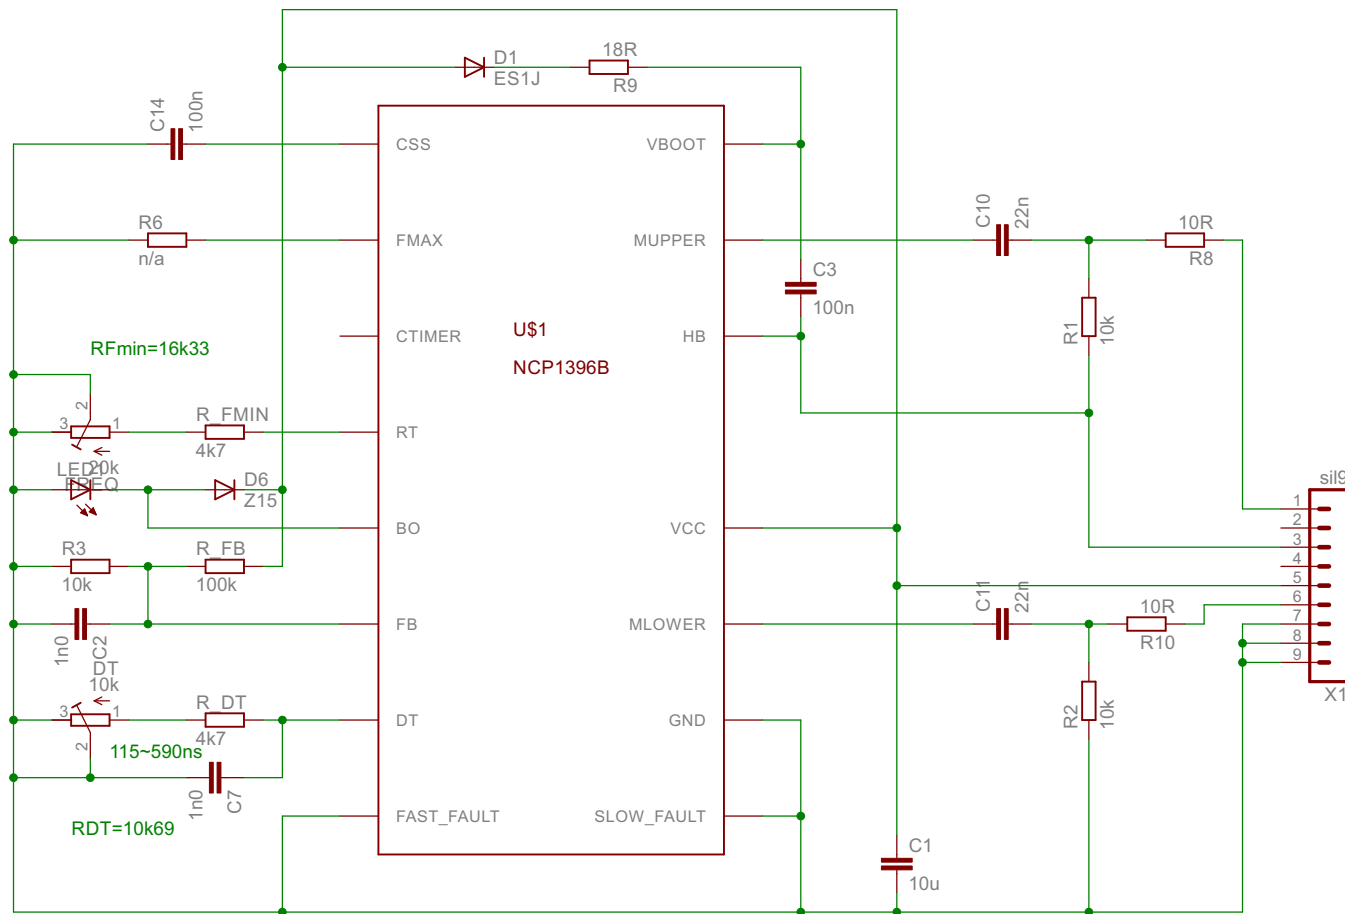 D1
ES1J
18R
R9
C14
100n
CSS
VBOOT
R6
n/a
FMAX
MUPPER
C10
22n
10R
R8
C3
100n
R1
10k
CTIMER
U$1
NCP1396B
HB
RFmin=16k33
2
3
1
R_FMIN
4k7
RT
20k
LED1
FREQ
D6
Z15
BO
VCC
sil9
1
2
3
4
5
6
7
8
9
X1
R3
10k
R_FB
100k
C2
1n0
FB
MLOWER
C11
22n
10R
R10
DT
10k
3
1
2
R_DT
4k7
DT
GND
R2
10k
115~590ns
1n0
C7
RDT=10k69
FAST_FAULT
SLOW_FAULT
C1
10u